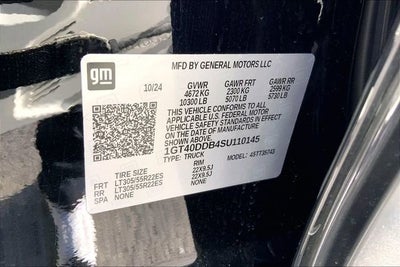 gm
MFD BY GENERAL MOTORS LLC
10/24
GVWR GAWR FRT GAWR RR
4672 KG 2300 KG 2599 KG
10300 LB 5070 LB 5730 LB
THIS VEHICLE CONFORMS TO ALL
APPLICABLE U.S. FEDERAL MOTOR
VEHICLE SAFETY STANDARDS IN
EFFECT ON THE DATE OF
MANUFACTURE SHOWN ABOVE.
1GT40DDB4SU110145
TYPE: TRUCK MODEL:
TIRE SIZE RIM
FRT LT305/55R22ES 22X9.5J
RR LT305/55R22ES 22X9.5J
SPA NONE NONE